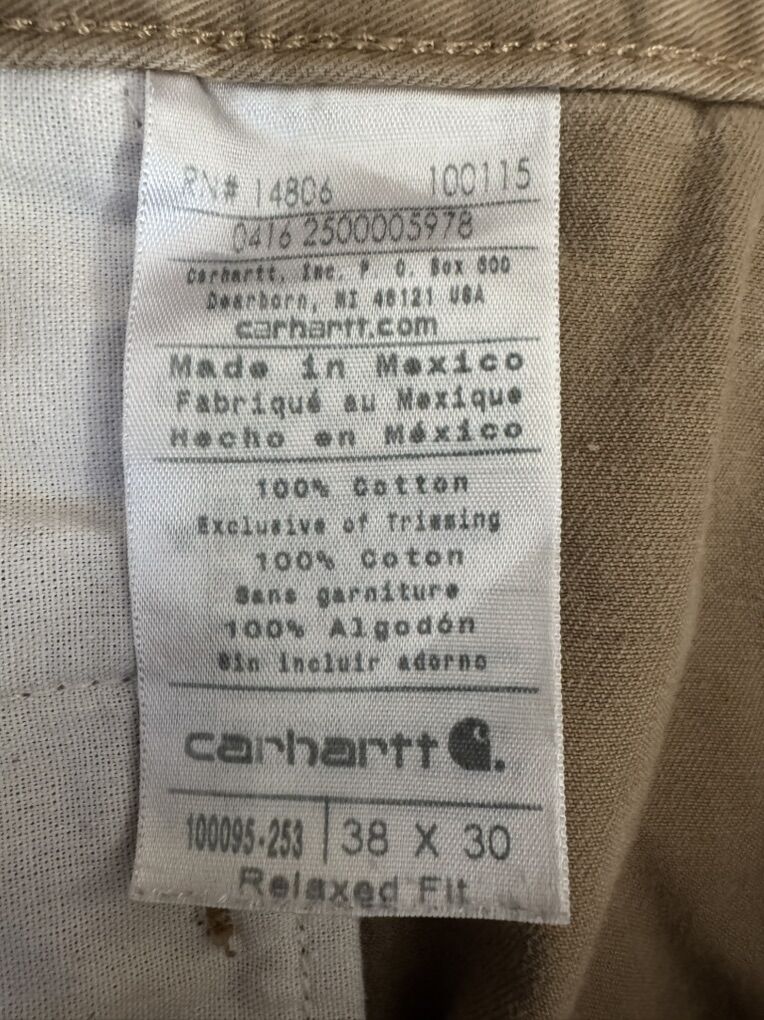 RN# 14806 100115
0416 2500005978
Carhartt, Inc. P O. Box 600
Dearborn, MI 48121 USA
carhartt.com
Made in Mexico
Fabriqué au Mexique
Hecho en México
100% Cotton
Exclusive of Trimming
100% Coton
Sans garniture
100% Algodón
Sin incluir adorno
carhartt
100095-253 38 X 30
Relaxed Fit